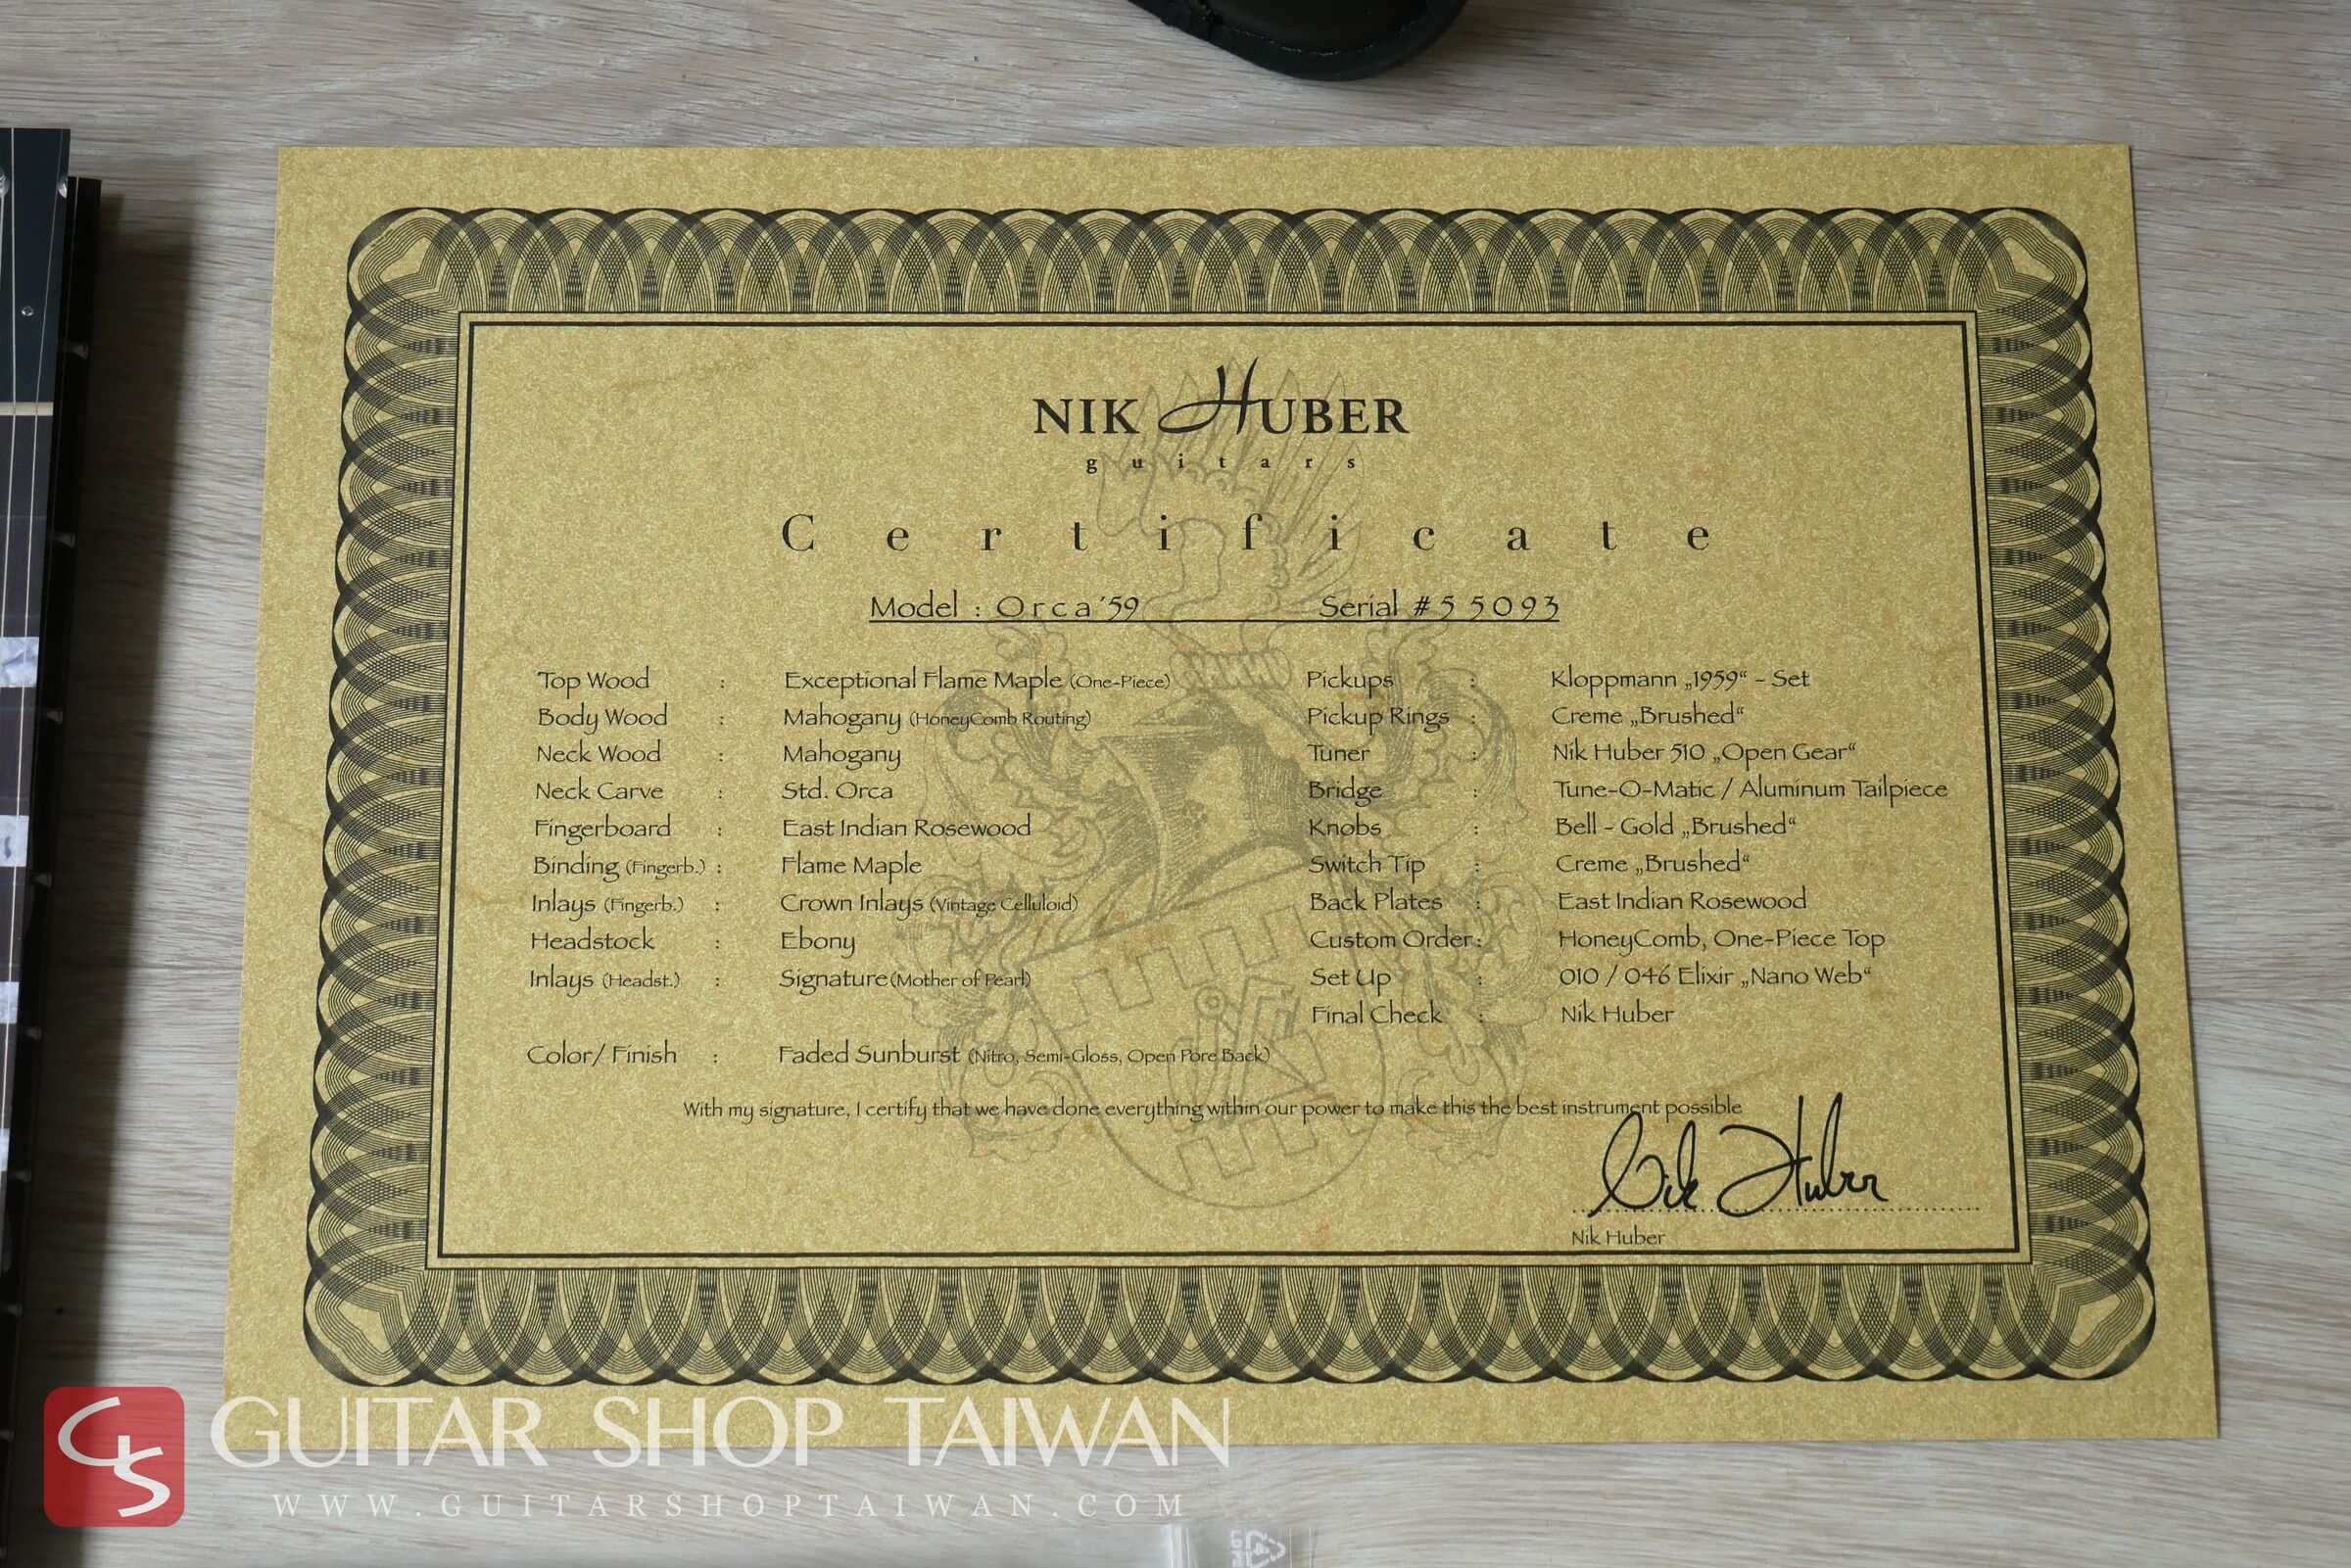 NIK HUBER
guitars
Certificate
Model : Orca´59 Serial #55093
Top Wood : Exceptional Flame Maple (One-Piece)
Body Wood : Mahogany (HoneyComb Routing)
Neck Wood : Mahogany
Neck Carve : Std. Orca
Fingerboard : East Indian Rosewood
Binding (Fingerb.) : Flame Maple
Inlays (Fingerb.) : Crown Inlays (Vintage Celluloid)
Headstock : Ebony
Inlays (Headst.) : Signature(Mother of Pearl)
Color/ Finish : Faded Sunburst (Nitro, Semi-Gloss, Open Pore Back)
Pickups : Kloppmann „1959“ - Set
Pickup Rings : Creme „Brushed“
Tuner : Nik Huber 510 „Open Gear“
Bridge : Tune-O-Matic / Aluminum Tailpiece
Knobs : Bell - Gold „Brushed“
Switch Tip : Creme „Brushed“
Back Plates : East Indian Rosewood
Custom Order : HoneyComb, One-Piece Top
Set Up : 010 / 046 Elixir „Nano Web“
Final Check : Nik Huber
With my signature, I certify that we have done everything within our power to make this the best instrument possible
Nik Huber
Nik Huber
GS GUITAR SHOP TAIWAN
WWW.GUITARSHOPTAIWAN.COM